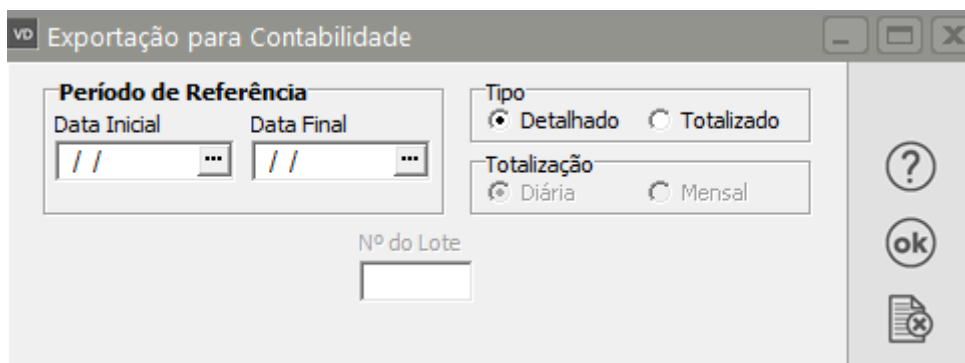 VD Exportação para Contabilidade
Período de Referência
Data Inicial Data Final
/ / ... / / ...
Tipo
Detalhado Totalizado
Totalização
Diária Mensal
Nº do Lote
?
ok